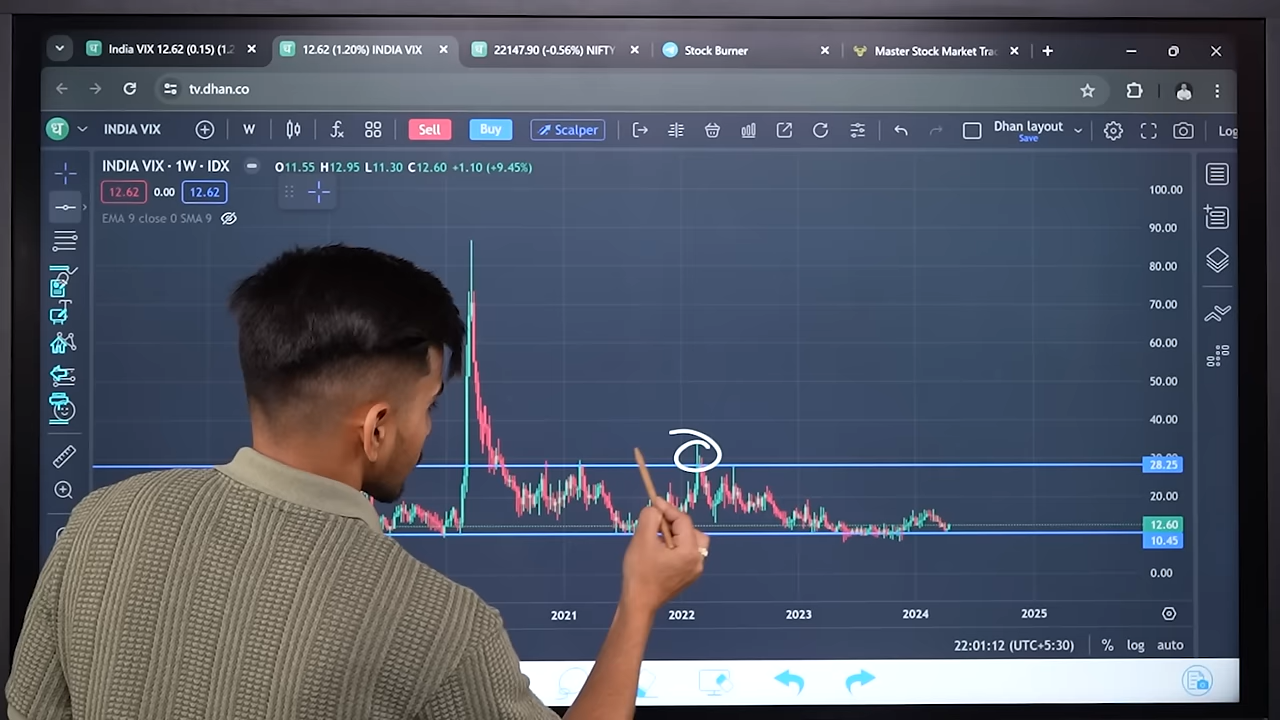 India VIX 12.62 (0.15) (1.2
12.62 (1.20%) INDIA VIX
22147.90 (-0.56%) NIFTY
Stock Burner
Master Stock Market Tra
tv.dhan.co
ध
INDIA VIX
W
Sell
Buy
Scalper
Dhan layout
Save
Log
INDIA VIX · 1W · IDX
O11.55 H12.95 L11.30 C12.60 +1.10 (+9.45%)
12.62
0.00
12.62
EMA 9 close 0 SMA 9
100.00
90.00
80.00
70.00
60.00
50.00
40.00
28.25
20.00
12.60
10.45
0.00
2021
2022
2023
2024
2025
22:01:12 (UTC+5:30)
%
log
auto